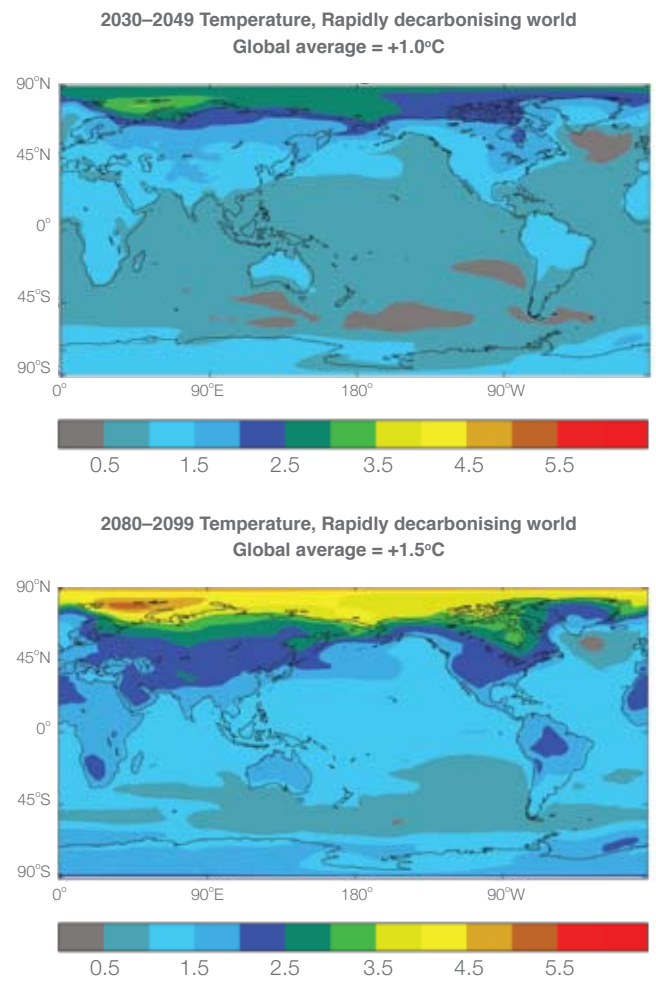 2030–2049 Temperature, Rapidly decarbonising world
Global average = +1.0°C
90°N
45°N
0°
45°S
90°S
0° 90°E 180° 90°W
0.5 1.5 2.5 3.5 4.5 5.5
2080–2099 Temperature, Rapidly decarbonising world
Global average = +1.5°C
90°N
45°N
0°
45°S
90°S
0° 90°E 180° 90°W
0.5 1.5 2.5 3.5 4.5 5.5